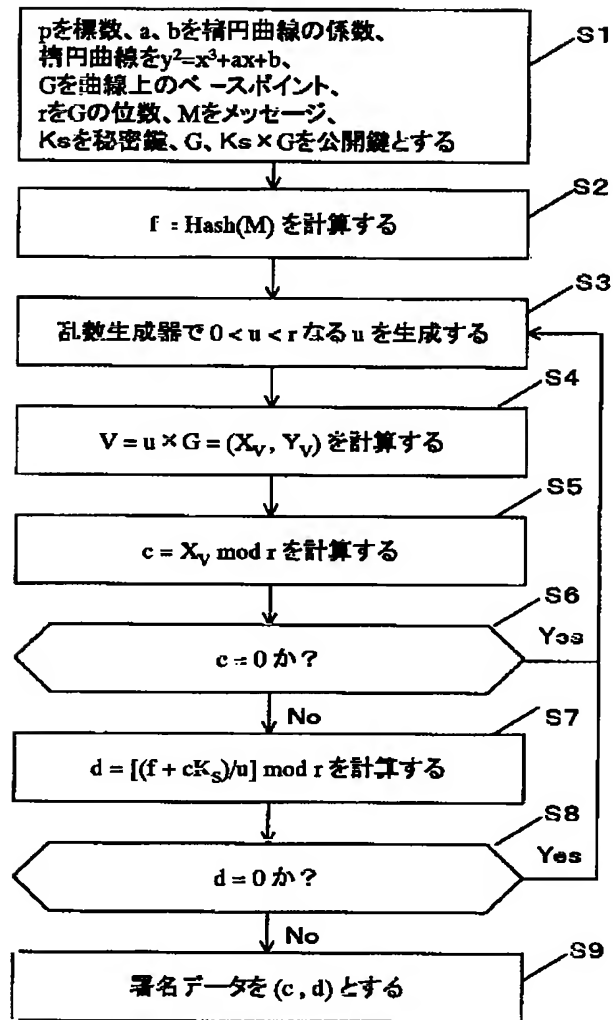 S1
pを標数、a、bを楕円曲線の係数、
楕円曲線をy²=x³+ax+b、
Gを曲線上のベースポイント、
rをGの位数、Mをメッセージ、
Ksを秘密鍵、G、Ks×Gを公開鍵とする
S2
f = Hash(M) を計算する
S3
乱数生成器で 0 < u < r なる u を生成する
S4
V = u × G = (X_V, Y_V) を計算する
S5
c = X_V mod r を計算する
S6
c = 0 か？
Yes
No
S7
d = [(f + cK_S)/u] mod r を計算する
S8
d = 0 か？
Yes
No
S9
署名データを (c , d) とする